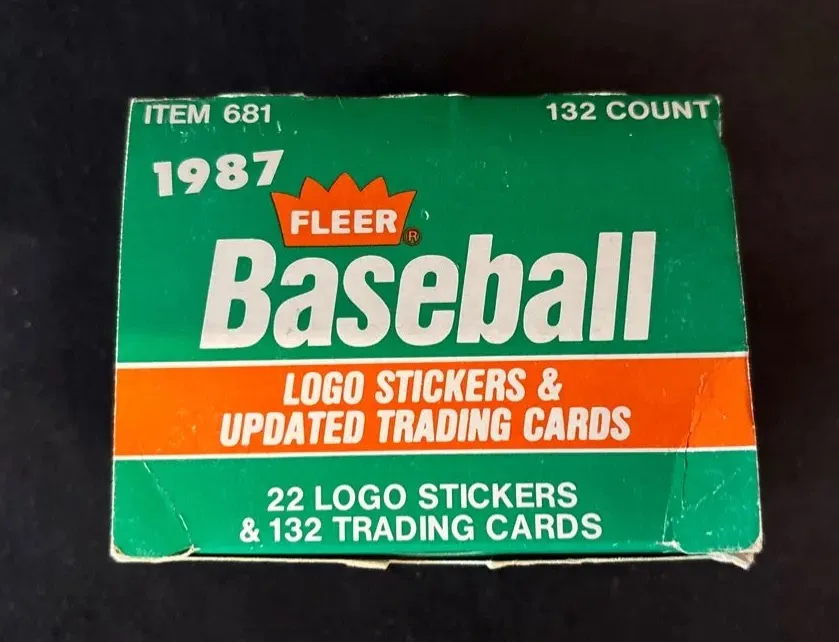 ITEM 681
132 COUNT
1987
FLEER®
Baseball
LOGO STICKERS &
UPDATED TRADING CARDS
22 LOGO STICKERS
& 132 TRADING CARDS